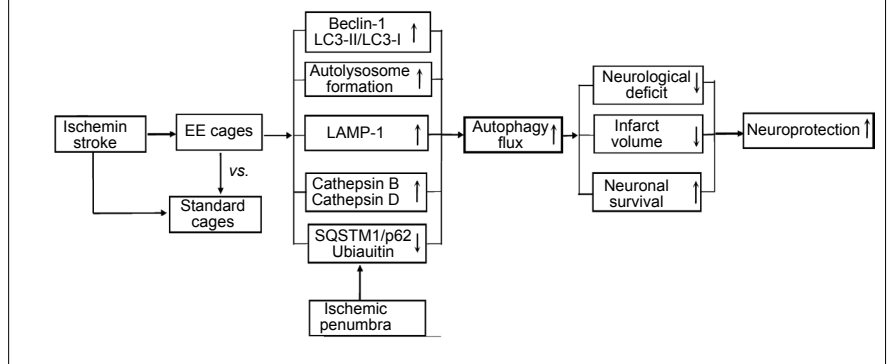 Ischemin
stroke
EE cages
vs.
Standard
cages
Beclin-1
LC3-II/LC3-I ↑
Autolysosome
formation ↑
LAMP-1 ↑
Cathepsin B
Cathepsin D ↑
SQSTM1/p62
Ubiauitin ↓
Ischemic
penumbra
Autophagy
flux ↑
Neurological
deficit ↓
Infarct
volume ↓
Neuronal
survival ↑
Neuroprotection ↑